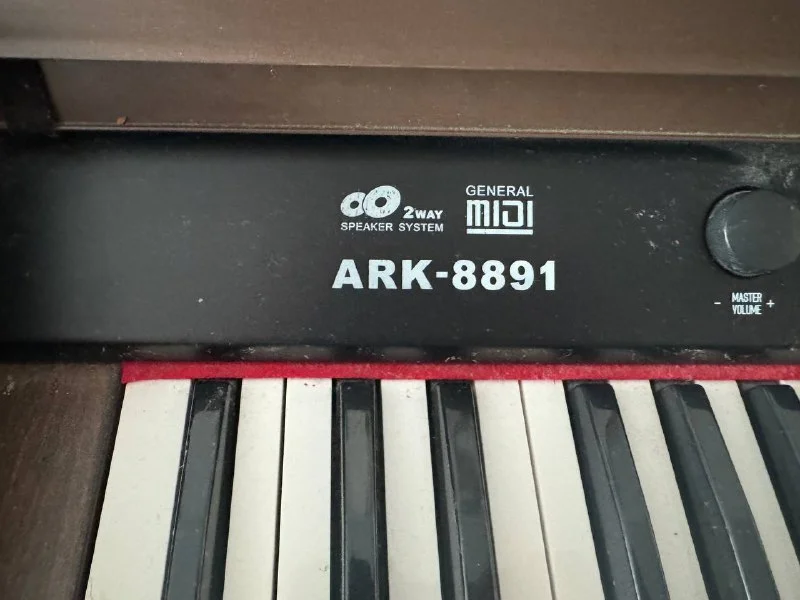 2WAY
SPEAKER SYSTEM
GENERAL
MIDI
ARK-8891
- MASTER +
VOLUME